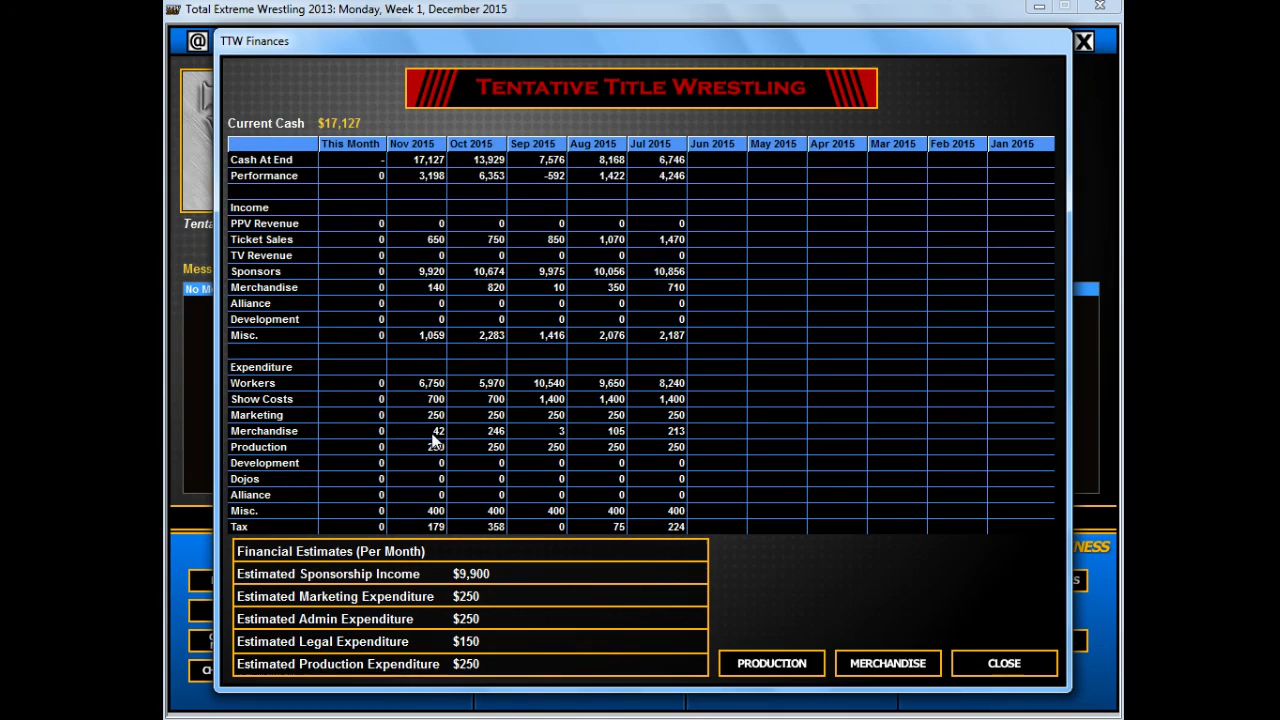 Total Extreme Wrestling 2013: Monday, Week 1, December 2015
@
TTW Finances
X
TENTATIVE TITLE WRESTLING
Current Cash $17,127
This Month Nov 2015 Oct 2015 Sep 2015 Aug 2015 Jul 2015 Jun 2015 May 2015 Apr 2015 Mar 2015 Feb 2015 Jan 2015
Cash At End - 17,127 13,929 7,576 8,168 6,746
Performance 0 3,198 6,353 -592 1,422 4,246
Income
PPV Revenue 0 0 0 0 0 0
Ticket Sales 0 650 750 850 1,070 1,470
TV Revenue 0 0 0 0 0 0
Sponsors 0 9,920 10,674 9,975 10,056 10,856
Merchandise 0 140 820 10 350 710
Alliance 0 0 0 0 0 0
Development 0 0 0 0 0 0
Misc. 0 1,059 2,283 1,416 2,076 2,187
Expenditure
Workers 0 6,750 5,970 10,540 9,650 8,240
Show Costs 0 700 700 1,400 1,400 1,400
Marketing 0 250 250 250 250 250
Merchandise 0 42 246 3 105 213
Production 0 250 250 250 250 250
Development 0 0 0 0 0 0
Dojos 0 0 0 0 0 0
Alliance 0 0 0 0 0 0
Misc. 0 400 400 400 400 400
Tax 0 179 358 0 75 224
Financial Estimates (Per Month)
Estimated Sponsorship Income $9,900
Estimated Marketing Expenditure $250
Estimated Admin Expenditure $250
Estimated Legal Expenditure $150
Estimated Production Expenditure $250
PRODUCTION MERCHANDISE CLOSE
Tenta
Mess
No M
NESS